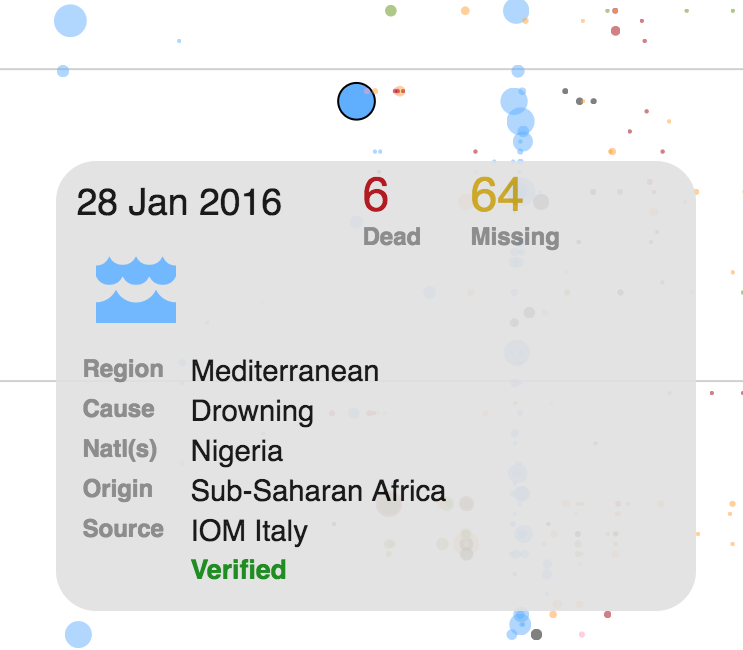 28 Jan 2016
6 64
Dead Missing
Region Mediterranean
Cause Drowning
Natl(s) Nigeria
Origin Sub-Saharan Africa
Source IOM Italy
Verified